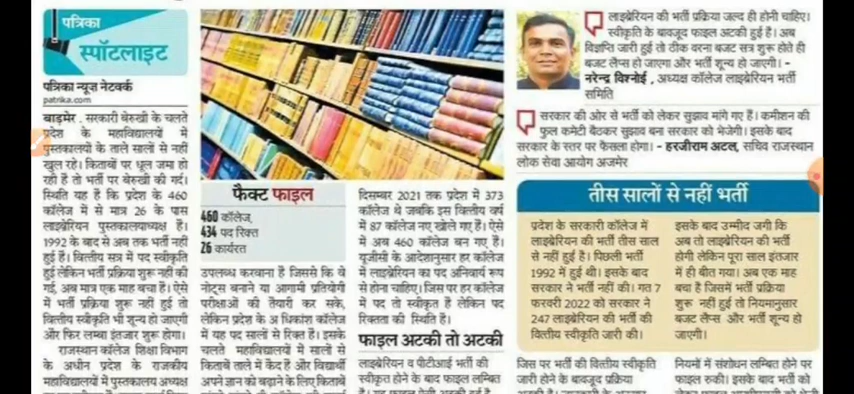 पत्रिका
स्पॉटलाइट
पत्रिका न्यूज नेटवर्क
patrika.com
बाड़मेर . सरकारी बेरुखी के चलते
प्रदेश के महाविद्यालयों में
पुस्तकालयों के ताले सालों से नहीं
खुल रहे। किताबों पर धूल जमा हो
रही है तो भर्ती पर बेरुखी की गर्द।
स्थिति यह है कि प्रदेश के 460
कॉलेज में से मात्र 26 के पास
लाइब्रेरियन पुस्तकालयाध्यक्ष है।
1992 के बाद से अब तक भर्ती नहीं
हुई है। वित्तीय सत्र में पद स्वीकृति
हुई लेकिन भर्ती प्रक्रिया शुरू नहीं की
गई, अब मात्र एक माह बचा है। ऐसे
में भर्ती प्रक्रिया शुरू नहीं हुई तो
वित्तीय स्वीकृति भी शून्य हो जाएगी
और फिर लम्बा इंतजार शुरू होगा।
राजस्थान कॉलेज शिक्षा विभाग
के अधीन प्रदेश के राजकीय
महाविद्यालयों में पुस्तकालय अध्यक्ष
फैक्ट फाइल
460 कॉलेज,
434 पद रिक्त
26 कार्यरत
उपलब्ध करवाना है जिससे कि वे
नोट्स बनाने या आगामी प्रतियोगी
परीक्षाओं की तैयारी कर सके,
लेकिन प्रदेश के अ धिकांश कॉलेज
में यह पद सालों से रिक्त है। इसके
चलते महाविद्यालयों में सालों से
किताबें ताले में कैद है और विद्यार्थी
अपने ज्ञान को बढ़ाने के लिए किताबें
दिसम्बर 2021 तक प्रदेश में 373
कॉलेज थे जबकि इस वित्तीय वर्ष
में 87 कॉलेज नए खोले गए हैं। ऐसे
मे अब 460 कॉलेज बन गए हैं।
यूजीसी के आदेशानुसार हर कॉलेज
में लाइब्रेरियन का पद अनिवार्य रूप
से होना चाहिए। जिस पर हर कॉलेज
में पद तो स्वीकृत है लेकिन पद
रिक्तता की स्थिति है।
फाइल अटकी तो अटकी
लाइब्रेरियन व पीटीआई भर्ती की
स्वीकृत होने के बाद फाइल लम्बित
लाइब्रेरियन की भर्ती प्रक्रिया जल्द ही होनी चाहिए।
स्वीकृति के बावजूद फाइल अटकी हुई है। अब
विज्ञप्ति जारी हुई तो ठीक वरना बजट सत्र शुरू होते ही
बजट लैप्स हो जाएगा और भर्ती शून्य हो जाएगी। -
नरेन्द्र विश्नोई , अध्यक्ष कॉलेज लाइब्रेरियन भर्ती
समिति
सरकार की ओर से भर्ती को लेकर सुझाव मांगे गए हैं। कमीशन की
फुल कमेटी बैठकर सुझाव बना सरकार को भेजेगी। इसके बाद
सरकार के स्तर पर फैसला होगा। - हरजीराम अटल, सचिव राजस्थान
लोक सेवा आयोग अजमेर
तीस सालों से नहीं भर्ती
प्रदेश के सरकारी कॉलेज में
लाइब्रेरियन की भर्ती तीस साल
से नहीं हुई है। पिछली भर्ती
1992 में हुई थी। इसके बाद
सरकार ने भर्ती नहीं की। गत 7
फरवरी 2022 को सरकार ने
247 लाइब्रेरियन की भर्ती की
वित्तीय स्वीकृति जारी की।
इसके बाद उम्मीद जगी कि
अब तो लाइब्रेरियन की भर्ती
होगी लेकिन पूरा साल इंतजार
में ही बीत गया। अब एक माह
बचा है जिसमें भर्ती प्रक्रिया
शुरू नहीं हुई तो नियमानुसार
बजट लैप्स और भर्ती शून्य हो
जाएगी।
जिस पर भर्ती की वित्तीय स्वीकृति
जारी होने के बावजूद प्रक्रिया
नियमों में संशोधन लम्बित होने पर
फाइल रुकी। इसके बाद भर्ती को